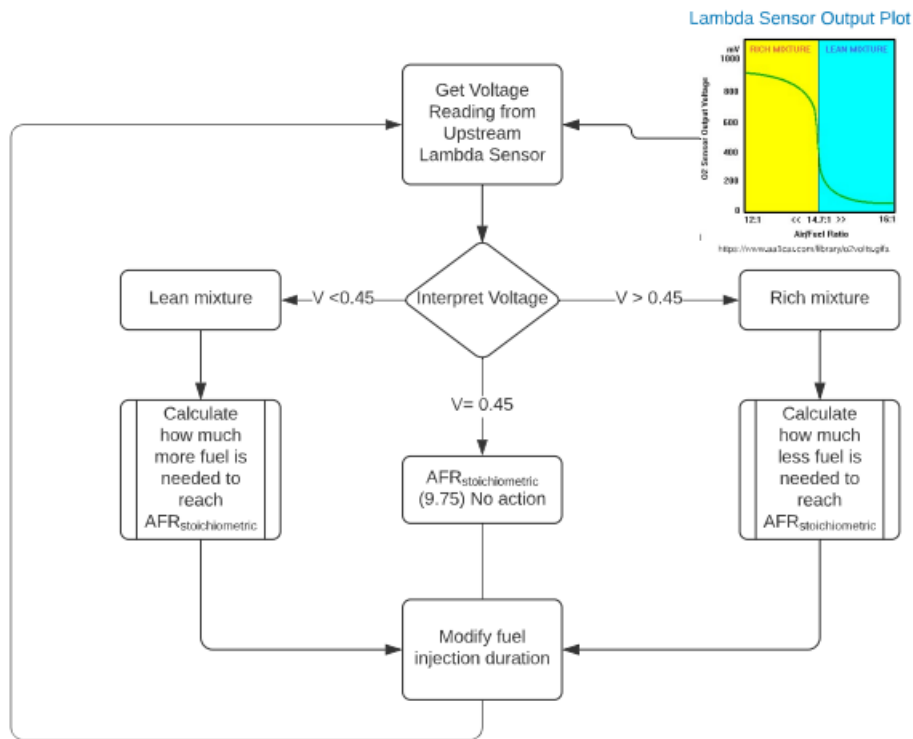 Lambda Sensor Output Plot
mV
RICH MIXTURE
LEAN MIXTURE
1000
800
600
400
200
0
O2 Sensor Output Voltage
12:1
<< 14.7:1 >>
16:1
Air/Fuel Ratio
Get Voltage
Reading from
Upstream
Lambda Sensor
Lean mixture
V <0.45
Interpret Voltage
V > 0.45
Rich mixture
V= 0.45
Calculate
how much
more fuel is
needed to
reach
AFRstoichiometric
AFRstoichiometric
(9.75) No action
Calculate
how much
less fuel is
needed to
reach
AFRstoichiometric
Modify fuel
injection duration